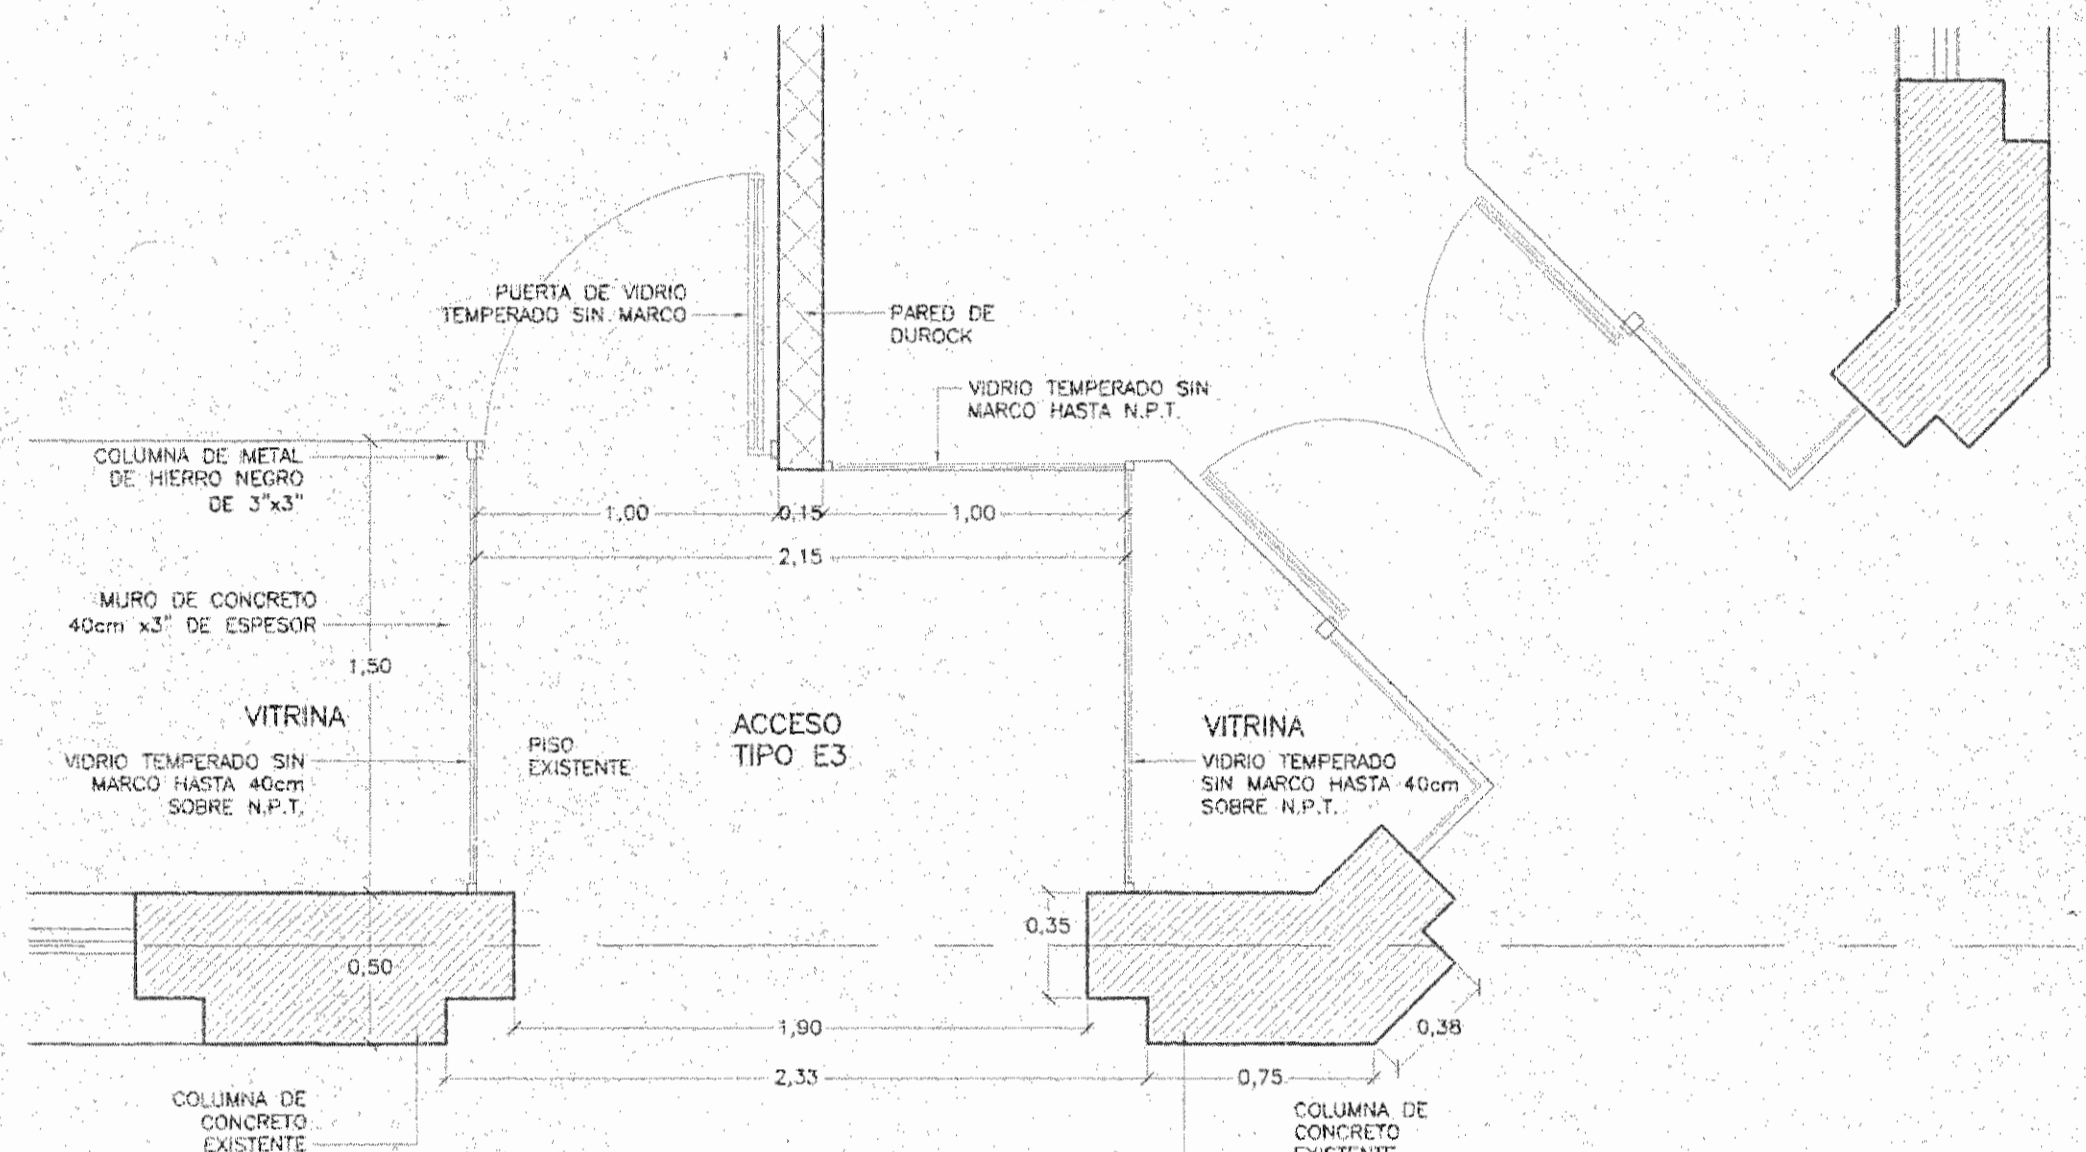 PUERTA DE VIDRIO
TEMPERADO SIN MARCO
PARED DE
DUROCK
VIDRIO TEMPERADO SIN
MARCO HASTA N.P.T.
COLUMNA DE METAL
DE HIERRO NEGRO
DE 3"x3"
1,00
0,15
1,00
2,15
MURO DE CONCRETO
40cm x3" DE ESPESOR
1,50
VITRINA
VIDRIO TEMPERADO SIN
MARCO HASTA 40cm
SOBRE N.P.T.
PISO
EXISTENTE
ACCESO
TIPO E3
VITRINA
VIDRIO TEMPERADO
SIN MARCO HASTA 40cm
SOBRE N.P.T.
0,35
0,50
1,90
0,38
2,33
0,75
COLUMNA DE
CONCRETO
EXISTENTE
COLUMNA DE
CONCRETO
EXISTENTE